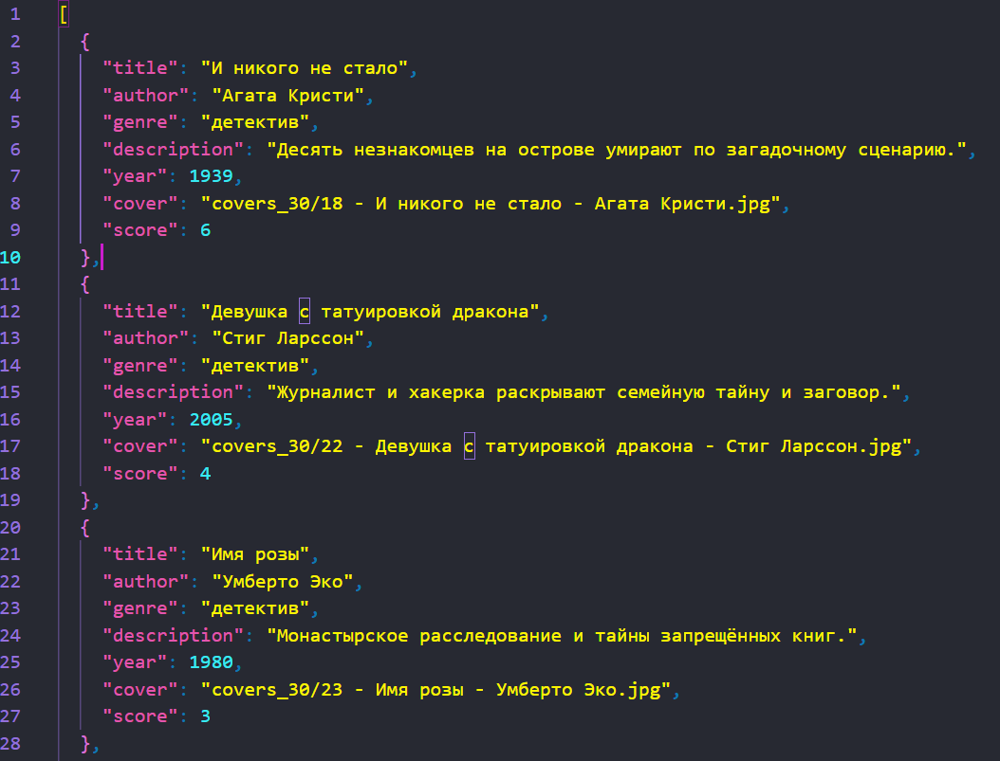 1 [
2 {
3 "title": "И никого не стало",
4 "author": "Агата Кристи",
5 "genre": "детектив",
6 "description": "Десять незнакомцев на острове умирают по загадочному сценарию.",
7 "year": 1939,
8 "cover": "covers_30/18 - И никого не стало - Агата Кристи.jpg",
9 "score": 6
10 },
11 {
12 "title": "Девушка с татуировкой дракона",
13 "author": "Стиг Ларссон",
14 "genre": "детектив",
15 "description": "Журналист и хакерка раскрывают семейную тайну и заговор.",
16 "year": 2005,
17 "cover": "covers_30/22 - Девушка с татуировкой дракона - Стиг Ларссон.jpg",
18 "score": 4
19 },
20 {
21 "title": "Имя розы",
22 "author": "Умберто Эко",
23 "genre": "детектив",
24 "description": "Монастырское расследование и тайны запрещённых книг.",
25 "year": 1980,
26 "cover": "covers_30/23 - Имя розы - Умберто Эко.jpg",
27 "score": 3
28 },